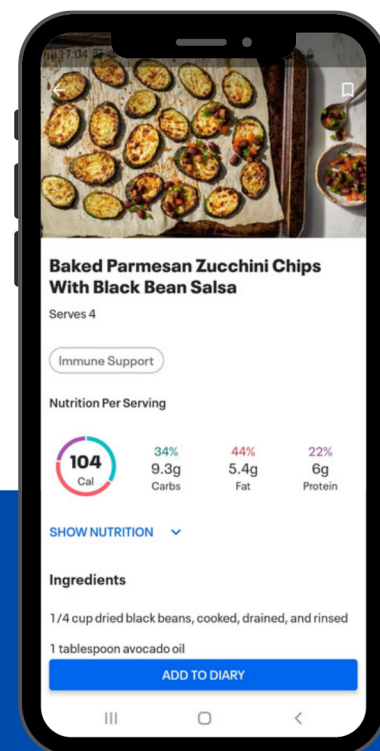 7:04
Baked Parmesan Zucchini Chips
With Black Bean Salsa
Serves 4
Immune Support
Nutrition Per Serving
104
Cal
34%
9.3g
Carbs
44%
5.4g
Fat
22%
6g
Protein
SHOW NUTRITION
Ingredients
1/4 cup dried black beans, cooked, drained, and rinsed
1 tablespoon avocado oil
ADD TO DIARY